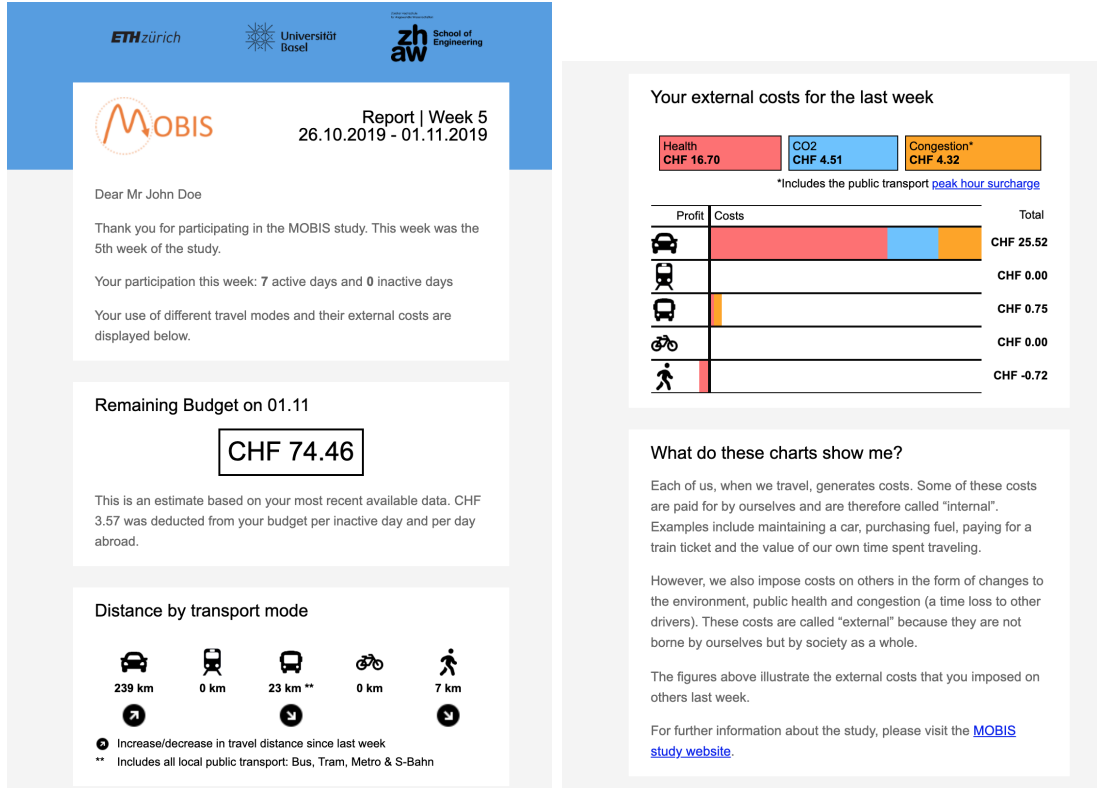 ETH zürich
Universität
Basel
zh
aw
School of
Engineering
MOBIS
Report | Week 5
26.10.2019 - 01.11.2019
Dear Mr John Doe
Thank you for participating in the MOBIS study. This week was the
5th week of the study.
Your participation this week: 7 active days and 0 inactive days
Your use of different travel modes and their external costs are
displayed below.
Remaining Budget on 01.11
CHF 74.46
This is an estimate based on your most recent available data. CHF
3.57 was deducted from your budget per inactive day and per day
abroad.
Distance by transport mode
239 km 0 km 23 km ** 0 km 7 km
Increase/decrease in travel distance since last week
** Includes all local public transport: Bus, Tram, Metro & S-Bahn
Your external costs for the last week
Health CO2 Congestion*
CHF 16.70 CHF 4.51 CHF 4.32
*Includes the public transport peak hour surcharge
Profit Costs Total
CHF 25.52
CHF 0.00
CHF 0.75
CHF 0.00
CHF -0.72
What do these charts show me?
Each of us, when we travel, generates costs. Some of these costs
are paid for by ourselves and are therefore called “internal”.
Examples include maintaining a car, purchasing fuel, paying for a
train ticket and the value of our own time spent traveling.
However, we also impose costs on others in the form of changes to
the environment, public health and congestion (a time loss to other
drivers). These costs are called “external” because they are not
borne by ourselves but by society as a whole.
The figures above illustrate the external costs that you imposed on
others last week.
For further information about the study, please visit the MOBIS
study website.